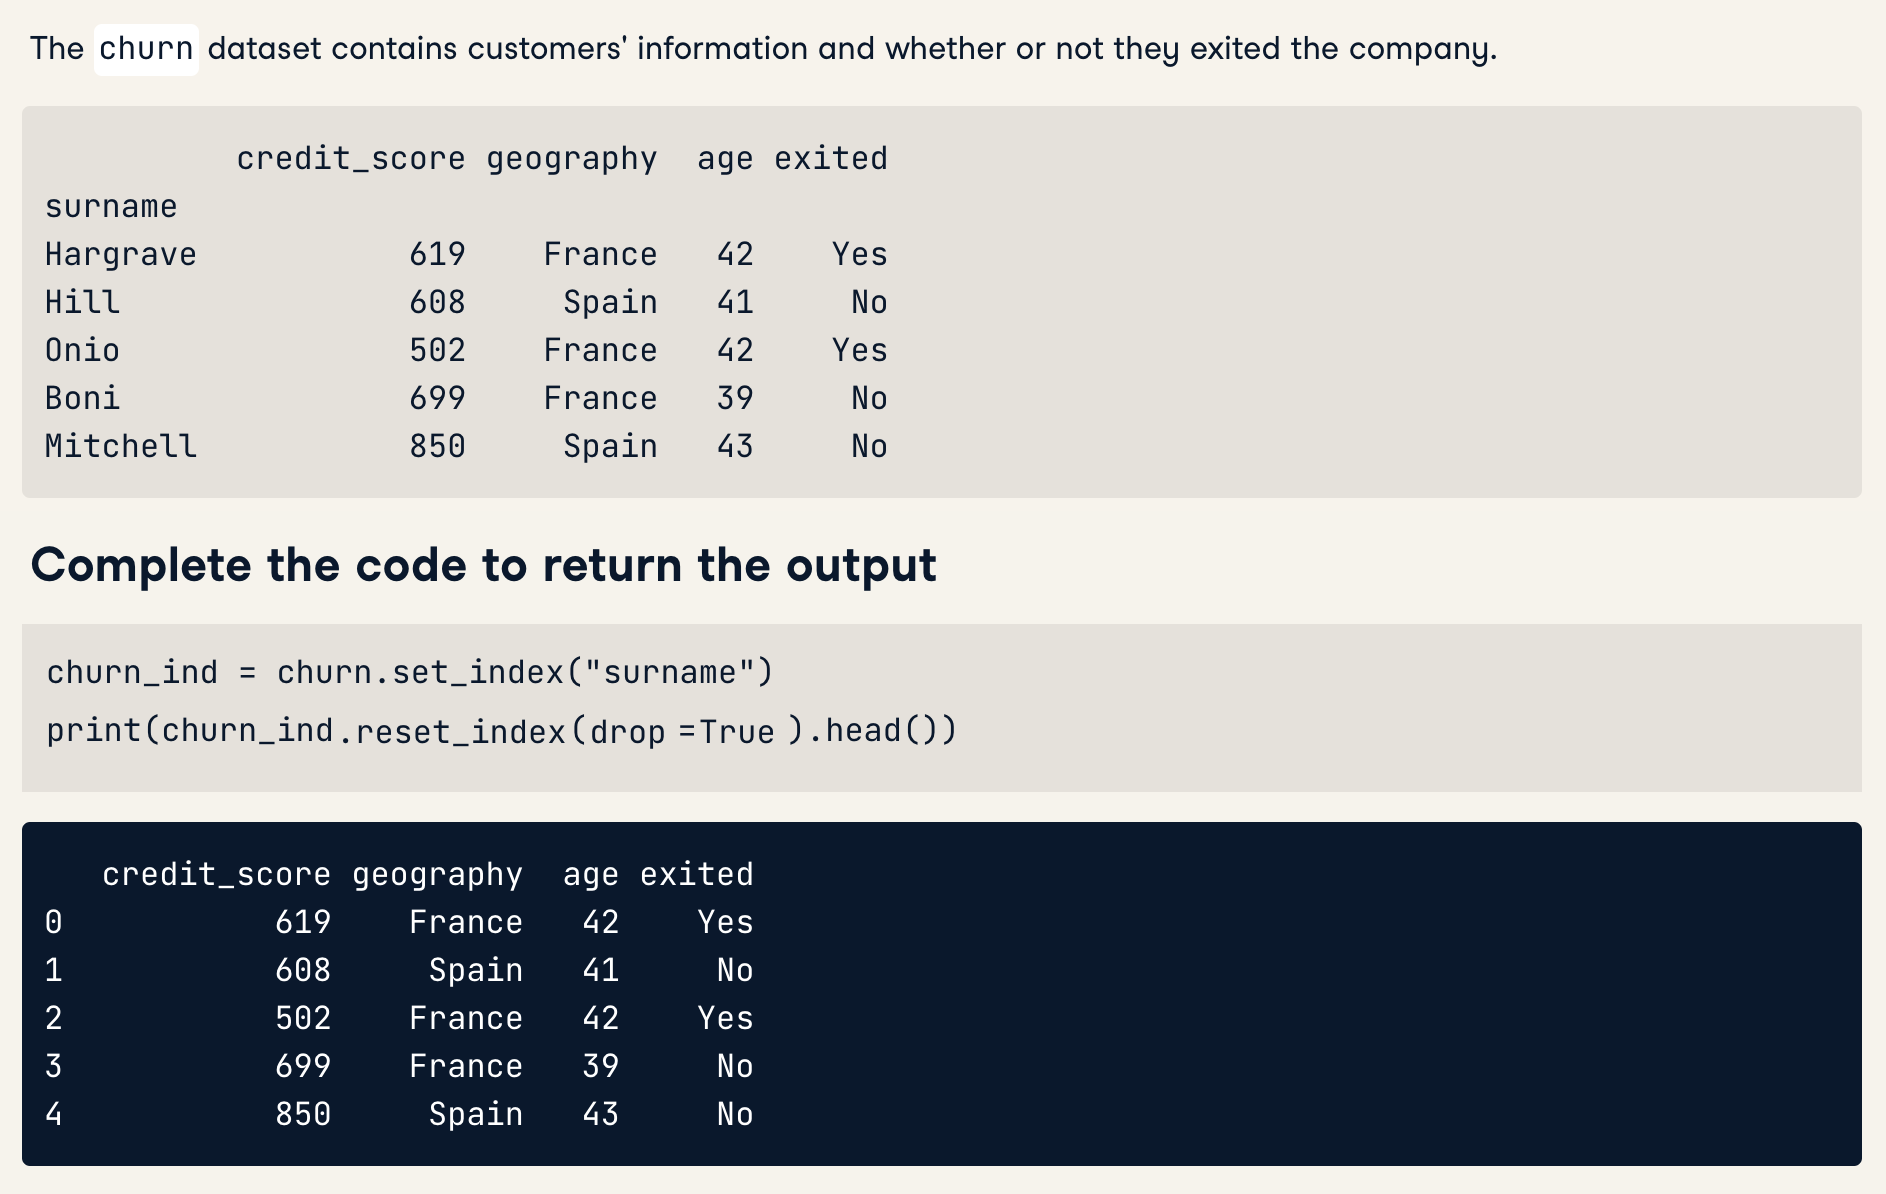 The churn dataset contains customers' information and whether or not they exited the company.
credit_score geography age exited
surname
Hargrave 619 France 42 Yes
Hill 608 Spain 41 No
Onio 502 France 42 Yes
Boni 699 France 39 No
Mitchell 850 Spain 43 No
Complete the code to return the output
churn_ind = churn.set_index("surname")
print(churn_ind.reset_index(drop =True ).head())
credit_score geography age exited
0 619 France 42 Yes
1 608 Spain 41 No
2 502 France 42 Yes
3 699 France 39 No
4 850 Spain 43 No